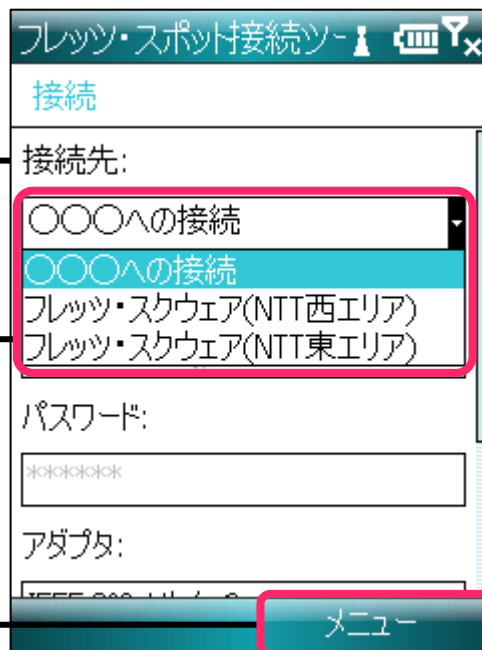 フレッツ・スポット接続ツー
接続
接続先:
○○○への接続
○○○への接続
フレッツ・スクウェア(NTT西エリア)
フレッツ・スクウェア(NTT東エリア)
パスワード:
******
アダプタ:
メニュー